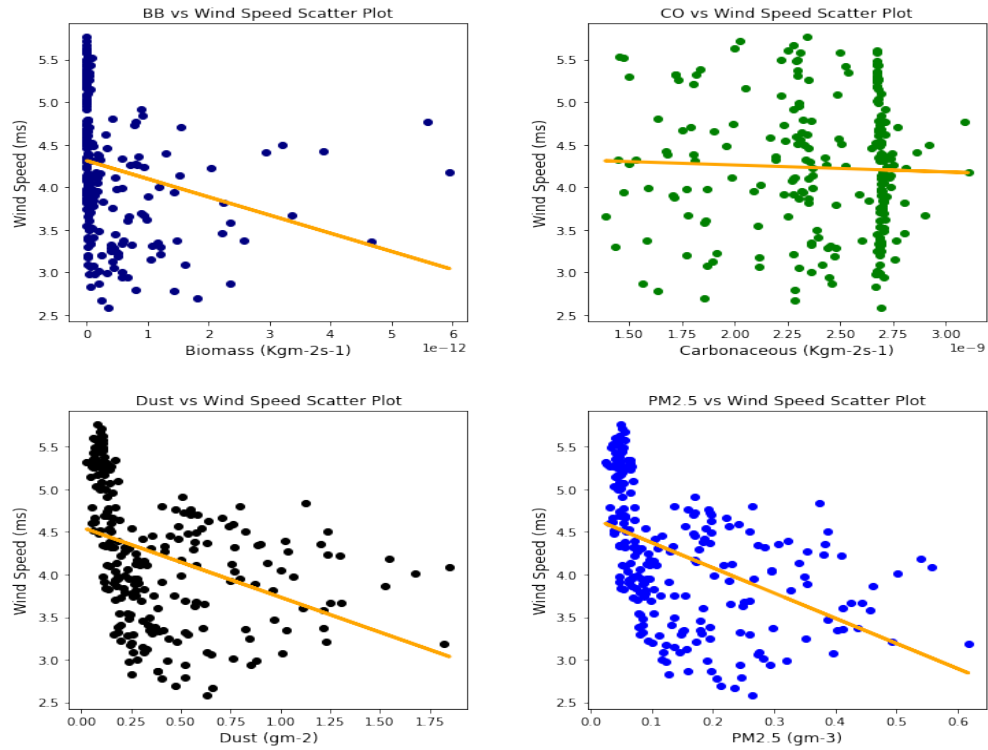 BB vs Wind Speed Scatter Plot
Wind Speed (ms)
5.5
5.0
4.5
4.0
3.5
3.0
2.5
0 1 2 3 4 5 6
1e−12
Biomass (Kgm-2s-1)
CO vs Wind Speed Scatter Plot
Wind Speed (ms)
5.5
5.0
4.5
4.0
3.5
3.0
2.5
1.50 1.75 2.00 2.25 2.50 2.75 3.00
1e−9
Carbonaceous (Kgm-2s-1)
Dust vs Wind Speed Scatter Plot
Wind Speed (ms)
5.5
5.0
4.5
4.0
3.5
3.0
2.5
0.00 0.25 0.50 0.75 1.00 1.25 1.50 1.75
Dust (gm-2)
PM2.5 vs Wind Speed Scatter Plot
Wind Speed (ms)
5.5
5.0
4.5
4.0
3.5
3.0
2.5
0.0 0.1 0.2 0.3 0.4 0.5 0.6
PM2.5 (gm-3)